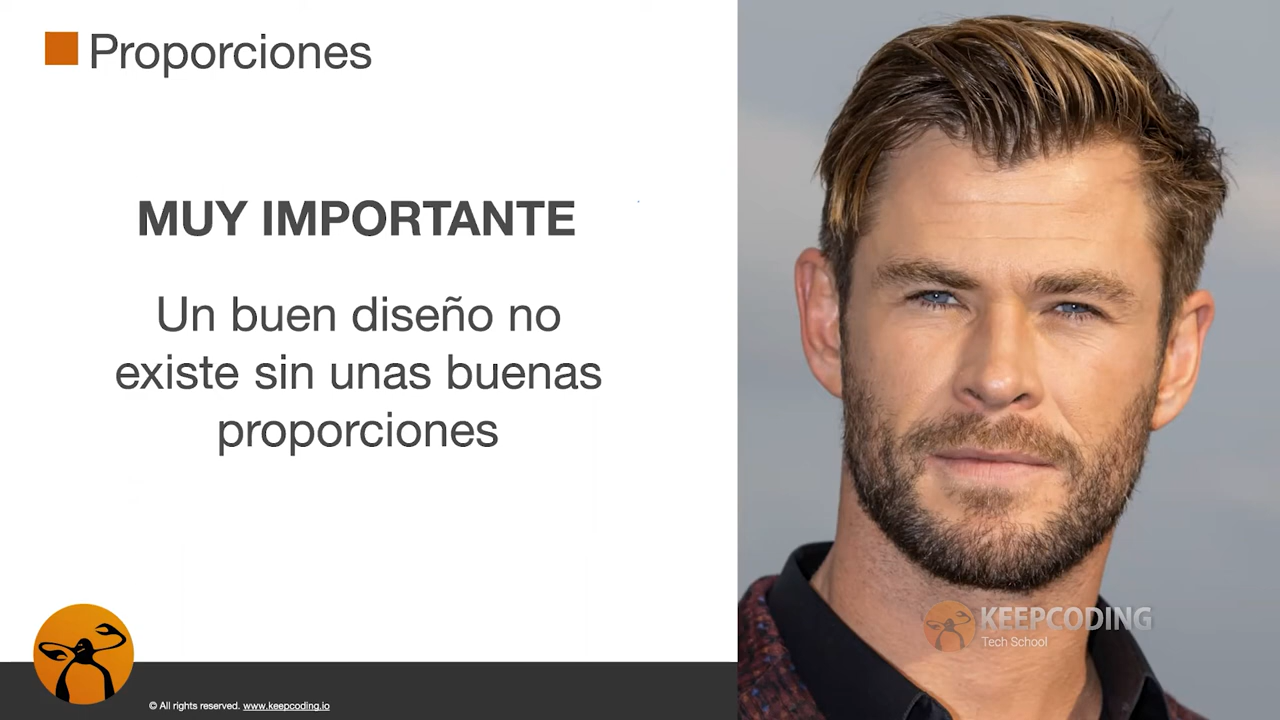 Proporciones
MUY IMPORTANTE
Un buen diseño no
existe sin unas buenas
proporciones
KEEPCODING
Tech School
© All rights reserved. www.keepcoding.io